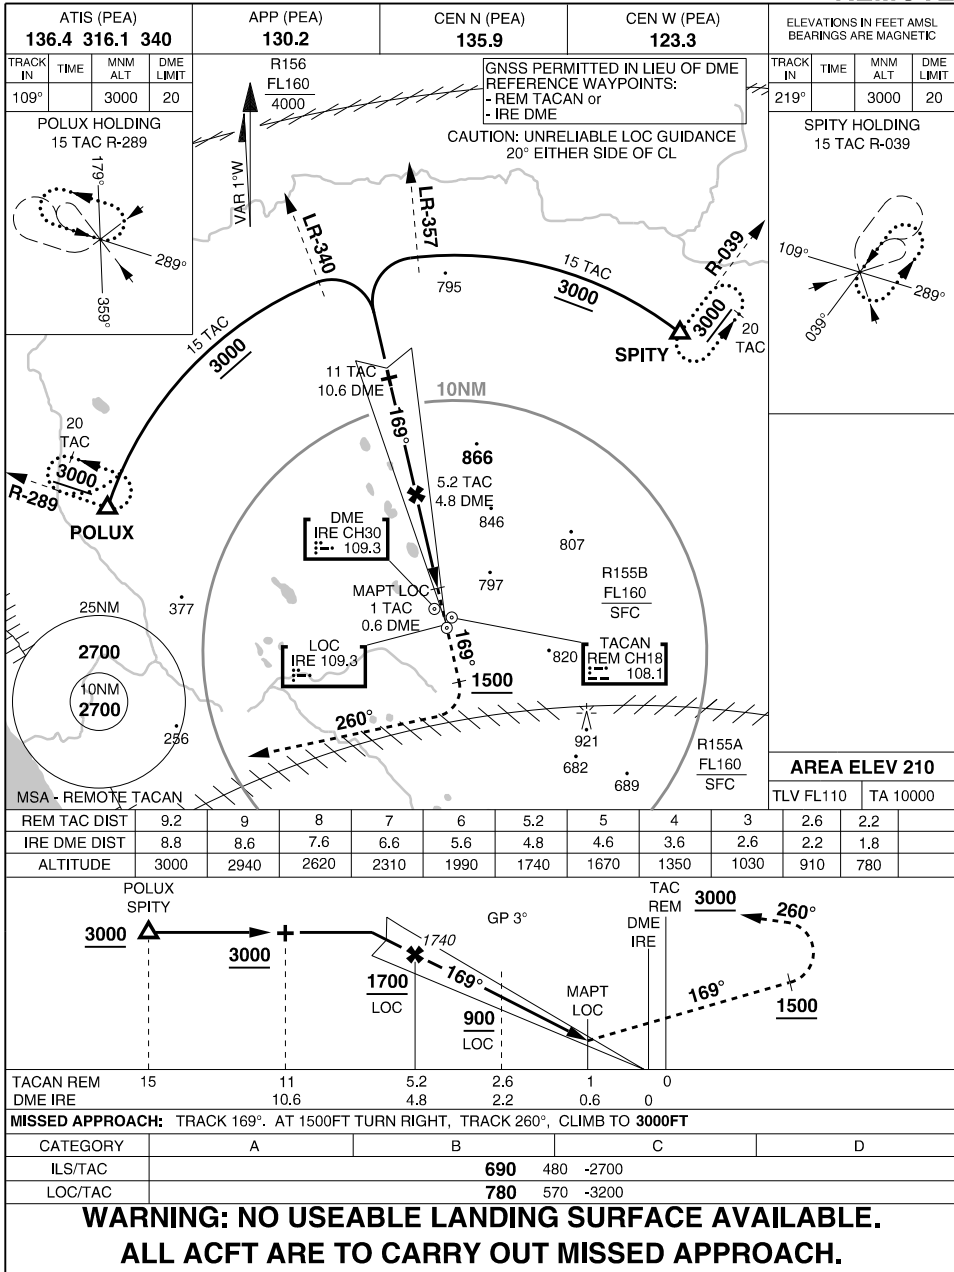 ATIS (PEA)
136.4 316.1 340
APP (PEA)
130.2
CEN N (PEA)
135.9
CEN W (PEA)
123.3
ELEVATIONS IN FEET AMSL
BEARINGS ARE MAGNETIC
TRACK IN TIME MNM ALT DME LIMIT
109° 3000 20
POLUX HOLDING
15 TAC R-289
179°
289°
359°
R156
FL160
4000
VAR 1°W
GNSS PERMITTED IN LIEU OF DME
REFERENCE WAYPOINTS:
- REM TACAN or
- IRE DME
CAUTION: UNRELIABLE LOC GUIDANCE
20° EITHER SIDE OF CL
TRACK IN TIME MNM ALT DME LIMIT
219° 3000 20
SPITY HOLDING
15 TAC R-039
109°
289°
039°
LR-340
LR-357
R-039
795
15 TAC
3000
15 TAC
3000
3000
20
TAC
SPITY
11 TAC
10.6 DME
10NM
169°
20
TAC
3000
R-289
POLUX
866
5.2 TAC
4.8 DME
846
807
DME
IRE CH30
109.3
797
R155B
FL160
SFC
MAPT LOC
1 TAC
0.6 DME
377
25NM
2700
10NM
2700
256
MSA - REMOTE TACAN
LOC
IRE 109.3
169°
820
TACAN
REM CH18
108.1
1500
260°
921
682
689
R155A
FL160
SFC
AREA ELEV 210
TLV FL110 TA 10000
REM TAC DIST 9.2 9 8 7 6 5.2 5 4 3 2.6 2.2
IRE DME DIST 8.8 8.6 7.6 6.6 5.6 4.8 4.6 3.6 2.6 2.2 1.8
ALTITUDE 3000 2940 2620 2310 1990 1740 1670 1350 1030 910 780
POLUX
SPITY
3000
3000
GP 3°
1740
1700
LOC
169°
900
LOC
MAPT
LOC
TAC
REM
DME
IRE
3000
260°
169°
1500
TACAN REM 15 11 5.2 2.6 1 0
DME IRE 10.6 4.8 2.2 0.6 0
MISSED APPROACH: TRACK 169°. AT 1500FT TURN RIGHT, TRACK 260°, CLIMB TO 3000FT
CATEGORY A B C D
ILS/TAC 690 480 -2700
LOC/TAC 780 570 -3200
WARNING: NO USEABLE LANDING SURFACE AVAILABLE.
ALL ACFT ARE TO CARRY OUT MISSED APPROACH.